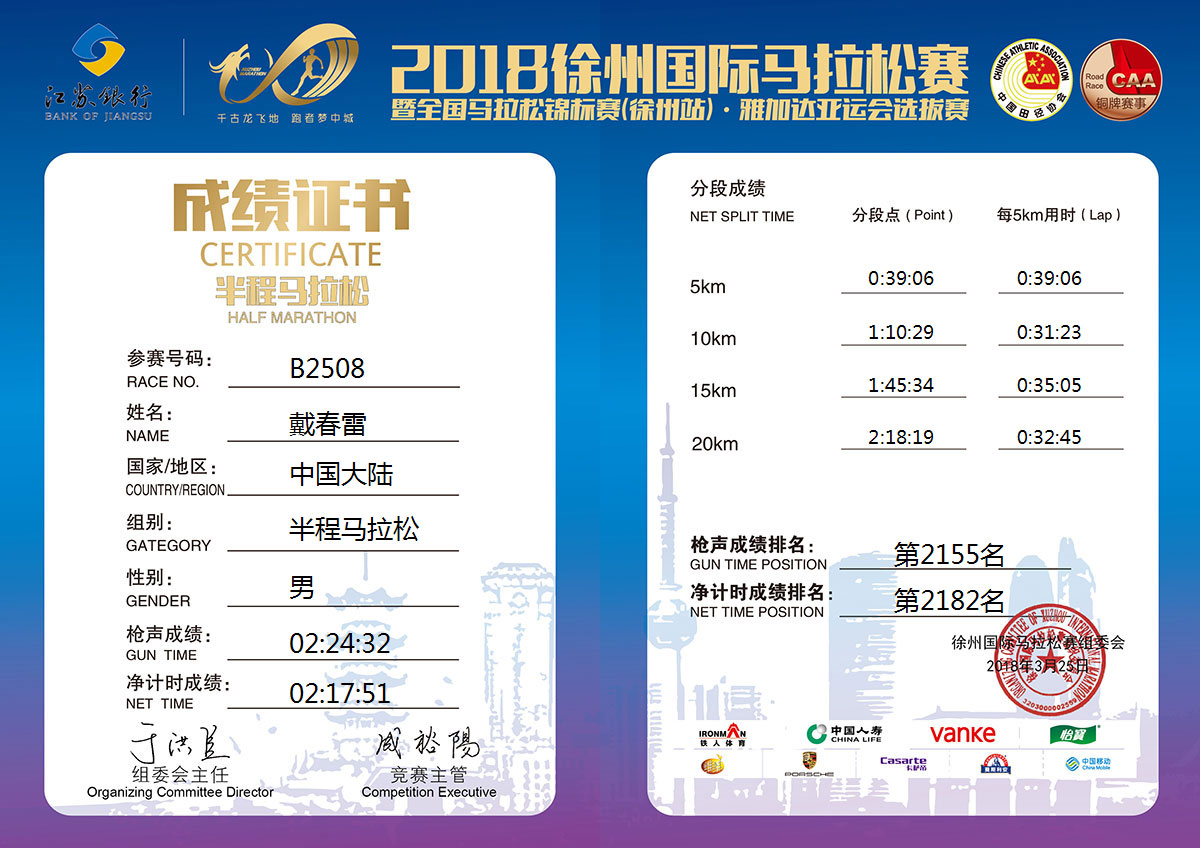 江苏银行
BANK OF JIANGSU
XUZHOU
MARATHON
千古龙飞地 跑者梦中城
2018徐州国际马拉松赛
暨全国马拉松锦标赛(徐州站)·雅加达亚运会选拔赛
CHINESE ATHLETIC ASSOCIATION
中国田径协会
Road
Race
CAA
铜牌赛事
成绩证书
CERTIFICATE
半程马拉松
HALF MARATHON
参赛号码：
RACE NO.
B2508
姓名：
NAME
戴春雷
国家/地区：
COUNTRY/REGION
中国大陆
组别：
GATEGORY
半程马拉松
性别：
GENDER
男
枪声成绩：
GUN TIME
02:24:32
净计时成绩：
NET TIME
02:17:51
组委会主任
Organizing Committee Director
竞赛主管
Competition Executive
分段成绩
NET SPLIT TIME
分段点 ( Point )
每5km用时 ( Lap )
5km 0:39:06 0:39:06
10km 1:10:29 0:31:23
15km 1:45:34 0:35:05
20km 2:18:19 0:32:45
枪声成绩排名：
GUN TIME POSITION
第2155名
净计时成绩排名：
NET TIME POSITION
第2182名
徐州国际马拉松赛组委会
2018年3月25日
IRONMAN
铁人体育
中国人寿
CHINA LIFE
vanke
怡寶
PORSCHE
Casarte
卡萨帝
中国移动
China Mobile